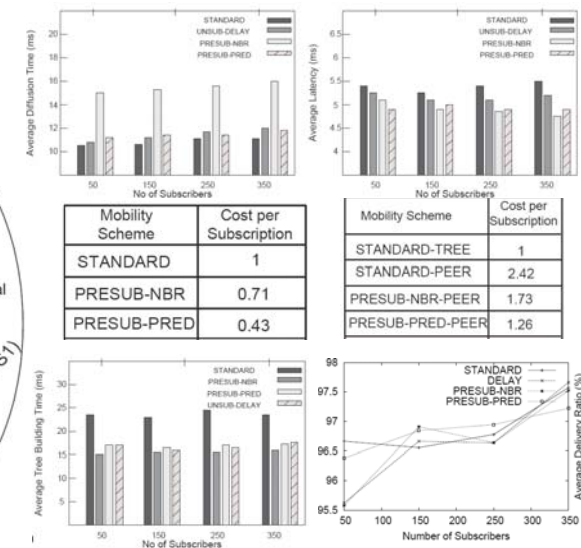 STANDARD
UNSUB-DELAY
PRESUB-NBR
PRESUB-PRED
Average Diffusion Time (ms)
20
18
16
14
12
10
50 150 250 350
No of Subscribers
STANDARD
UNSUB-DELAY
PRESUB-NBR
PRESUB-PRED
Average Latency (ms)
6.5
6
5.5
5
4.5
4
50 150 250 350
No of Subscribers
Mobility Scheme Cost per Subscription
STANDARD 1
PRESUB-NBR 0.71
PRESUB-PRED 0.43
Mobility Scheme Cost per Subscription
STANDARD-TREE 1
STANDARD-PEER 2.42
PRESUB-NBR-PEER 1.73
PRESUB-PRED-PEER 1.26
STANDARD
PRESUB-NBR
PRESUB-PRED
UNSUB-DELAY
Average Tree Building Time (ms)
30
25
20
15
10
5
50 150 250 350
No of Subscribers
STANDARD
DELAY
PRESUB-NBR
PRESUB-PRED
98
97.5
97
96.5
96
95.5
50 100 150 200 250 300 350
Number of Subscribers
Average Delivery Ratio (%)